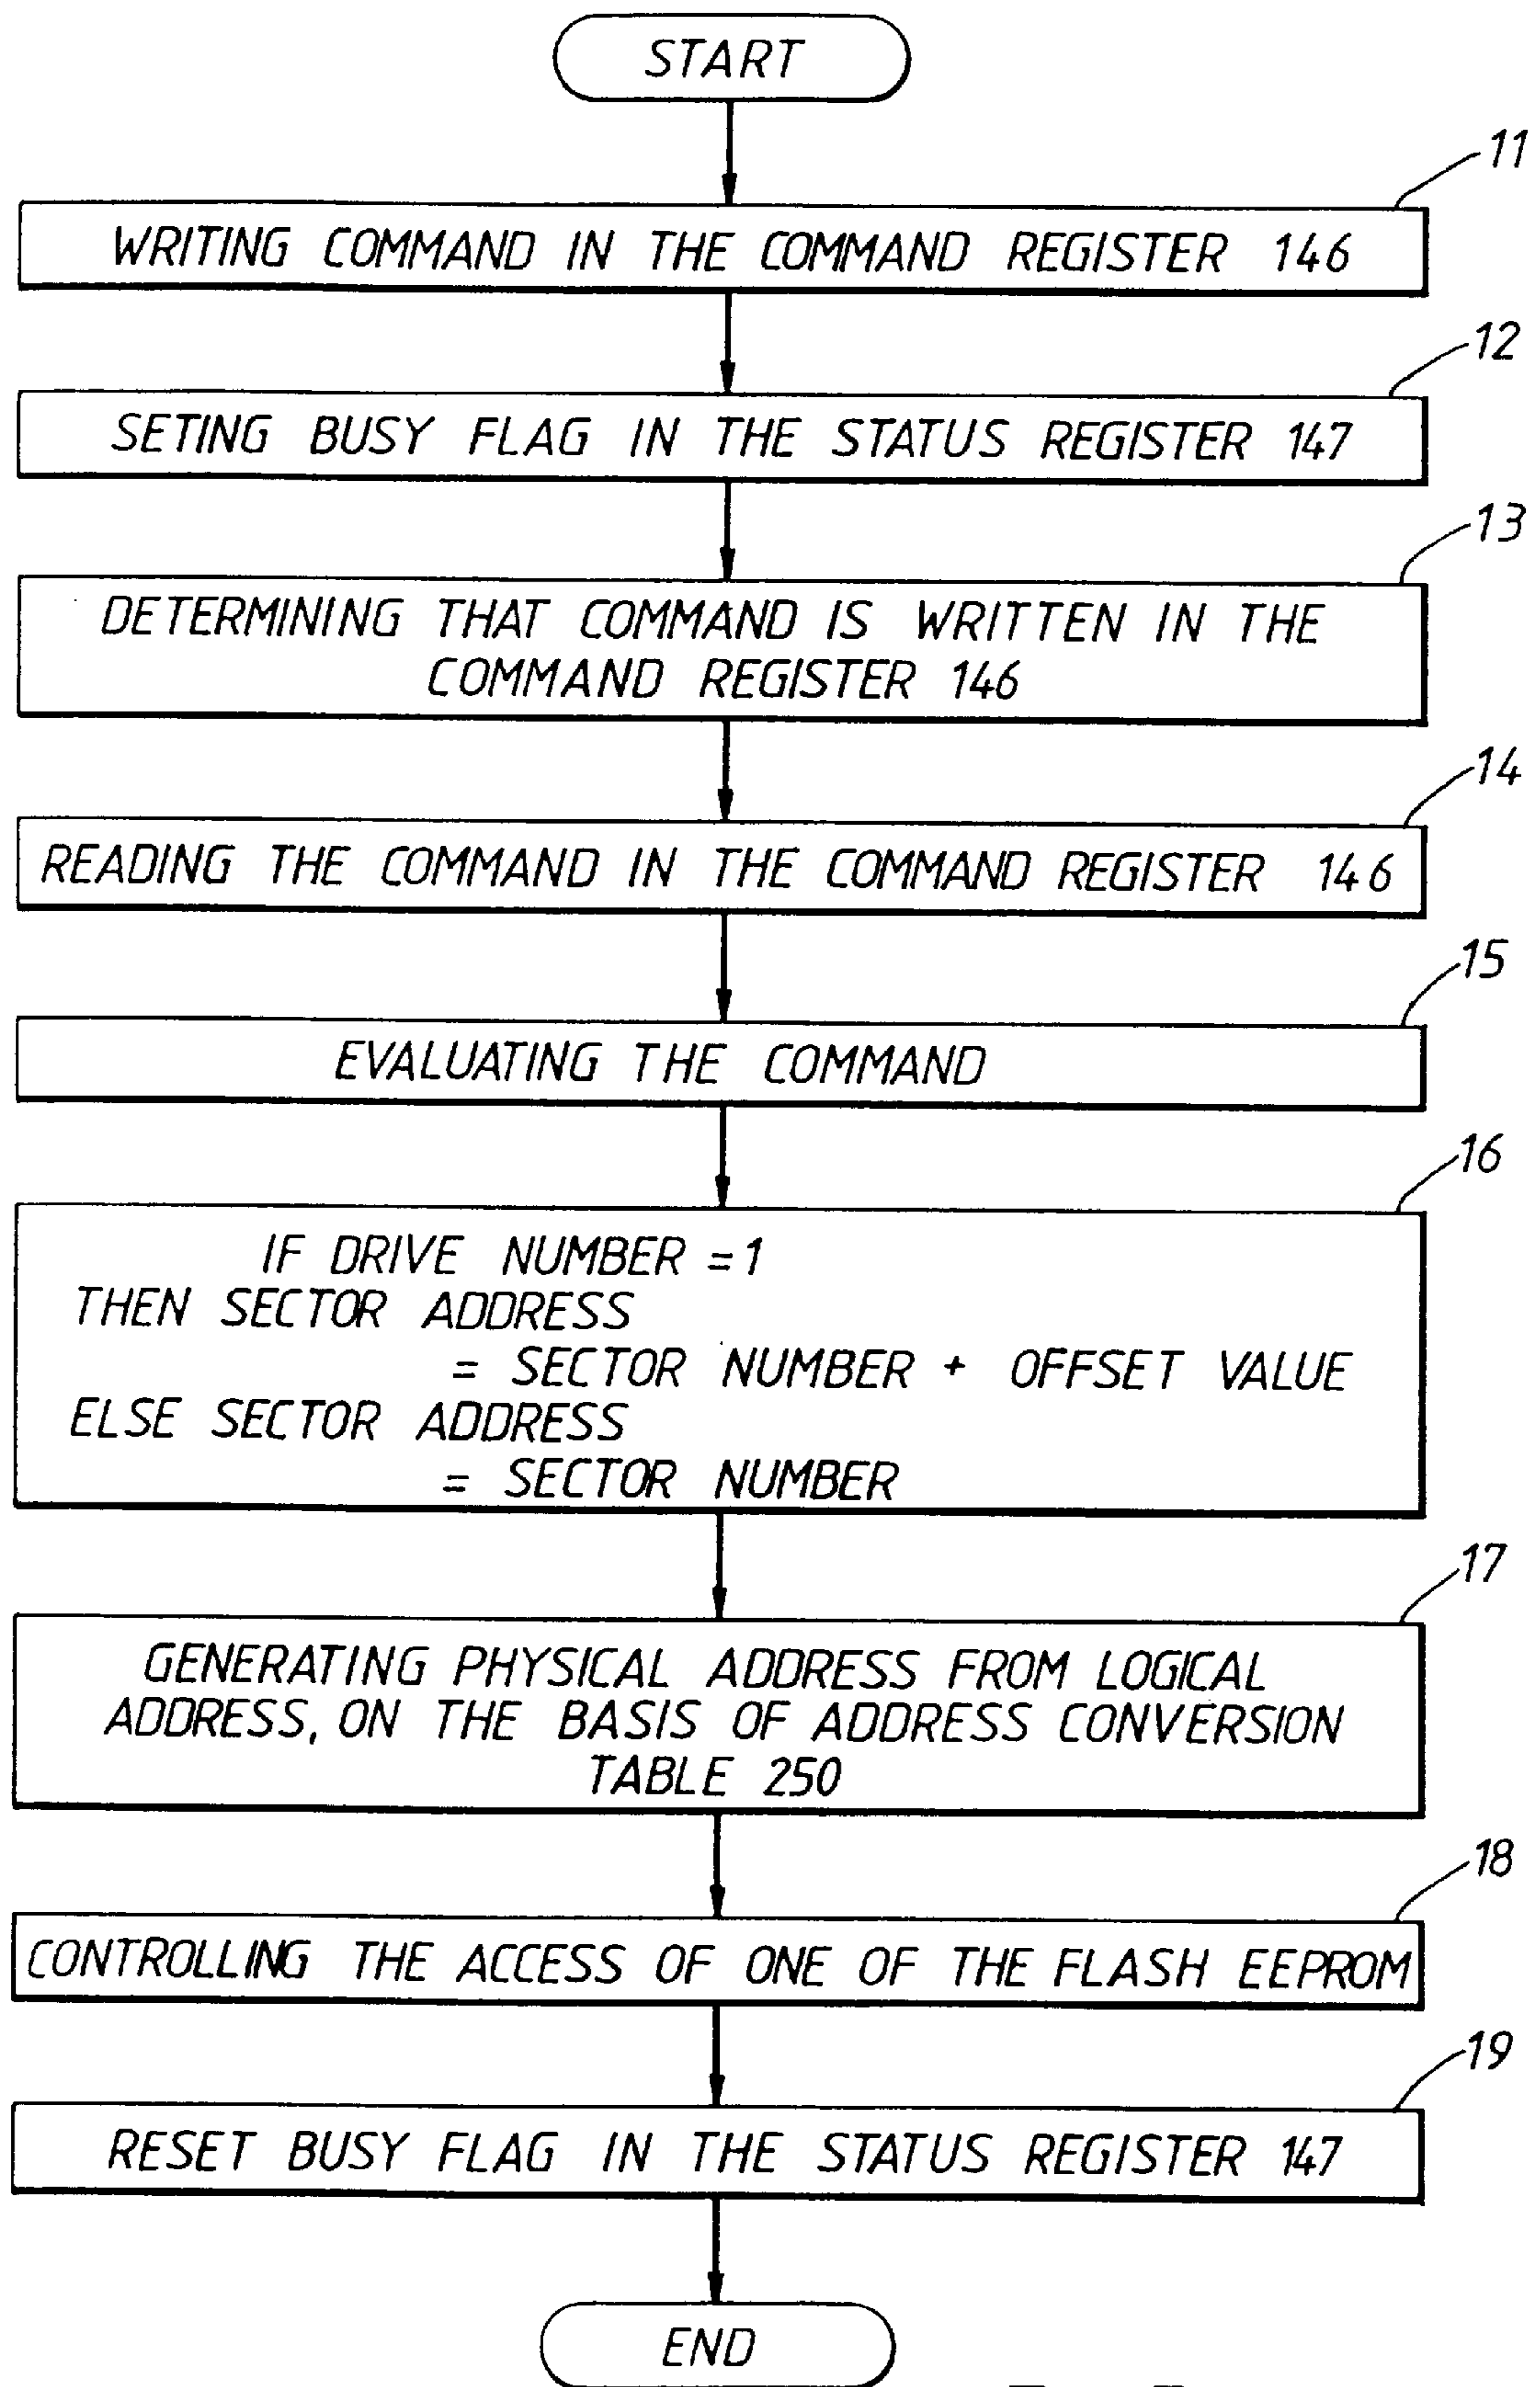 START
11
WRITING COMMAND IN THE COMMAND REGISTER 146
12
SETING BUSY FLAG IN THE STATUS REGISTER 147
13
DETERMINING THAT COMMAND IS WRITTEN IN THE
COMMAND REGISTER 146
14
READING THE COMMAND IN THE COMMAND REGISTER 146
15
EVALUATING THE COMMAND
16
IF DRIVE NUMBER =1
THEN SECTOR ADDRESS
= SECTOR NUMBER + OFFSET VALUE
ELSE SECTOR ADDRESS
= SECTOR NUMBER
17
GENERATING PHYSICAL ADDRESS FROM LOGICAL
ADDRESS, ON THE BASIS OF ADDRESS CONVERSION
TABLE 250
18
CONTROLLING THE ACCESS OF ONE OF THE FLASH EEPROM
19
RESET BUSY FLAG IN THE STATUS REGISTER 147
END